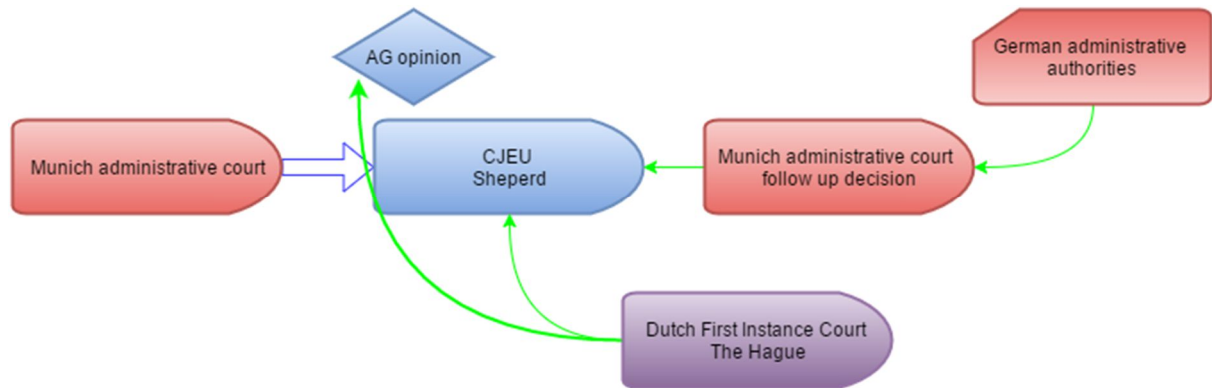 AG opinion
German administrative
authorities
Munich administrative court
CJEU
Sheperd
Munich administrative court
follow up decision
Dutch First Instance Court
The Hague